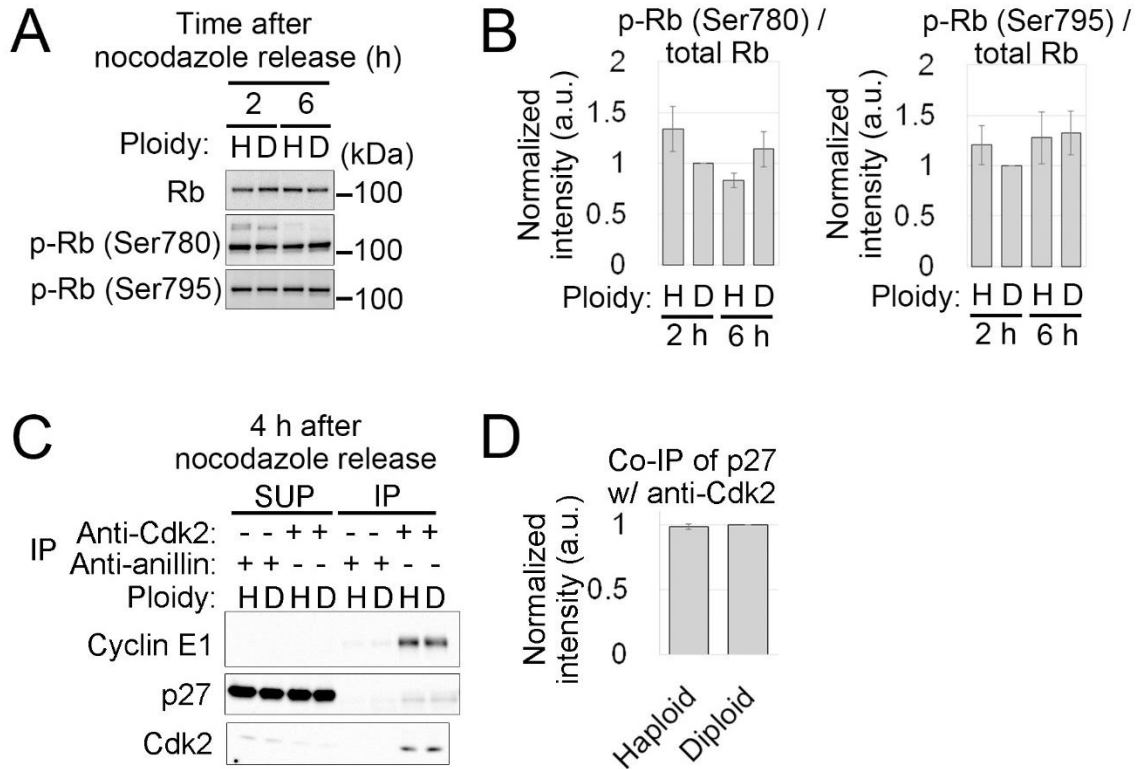 A
Time after
nocodazole release (h)
2 6
Ploidy: H D H D (kDa)
Rb –100
p-Rb (Ser780) –100
p-Rb (Ser795) –100
B
p-Rb (Ser780) /
total Rb
Normalized
intensity (a.u.)
2
1.5
1
0.5
0
Ploidy: H D H D
2 h 6 h
p-Rb (Ser795) /
total Rb
Normalized
intensity (a.u.)
2
1.5
1
0.5
0
Ploidy: H D H D
2 h 6 h
C
4 h after
nocodazole release
SUP IP
IP
Anti-Cdk2: - - + + - - + +
Anti-anillin: + + - - + + - -
Ploidy: H D H D H D H D
Cyclin E1
p27
Cdk2
D
Co-IP of p27
w/ anti-Cdk2
Normalized
intensity (a.u.)
1
0.5
0
Haploid
Diploid